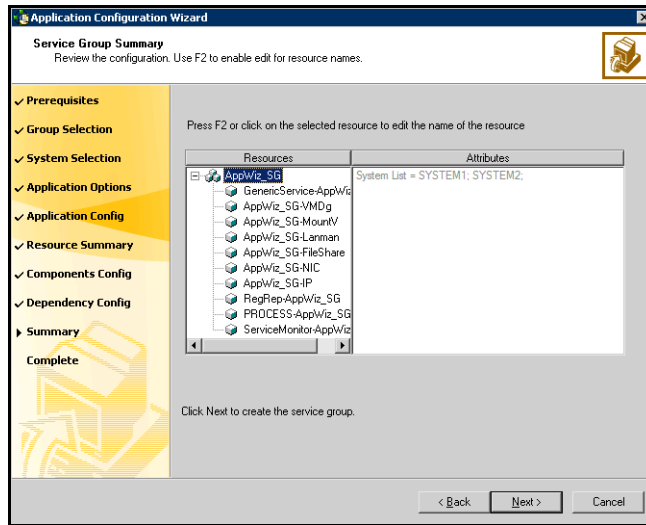 Application Configuration Wizard
Service Group Summary
Review the configuration. Use F2 to enable edit for resource names.
Prerequisites
Group Selection
System Selection
Application Options
Application Config
Resource Summary
Components Config
Dependency Config
Summary
Complete
Press F2 or click on the selected resource to edit the name of the resource
Resources Attributes
AppWiz_SG System List = SYSTEM1; SYSTEM2;
GenericService-AppWiz
AppWiz_SG-VMDg
AppWiz_SG-MountV
AppWiz_SG-Lanman
AppWiz_SG-FileShare
AppWiz_SG-NIC
AppWiz_SG-IP
RegRep-AppWiz_SG
PROCESS-AppWiz_SG
ServiceMonitor-AppWiz
Click Next to create the service group.
< Back Next > Cancel